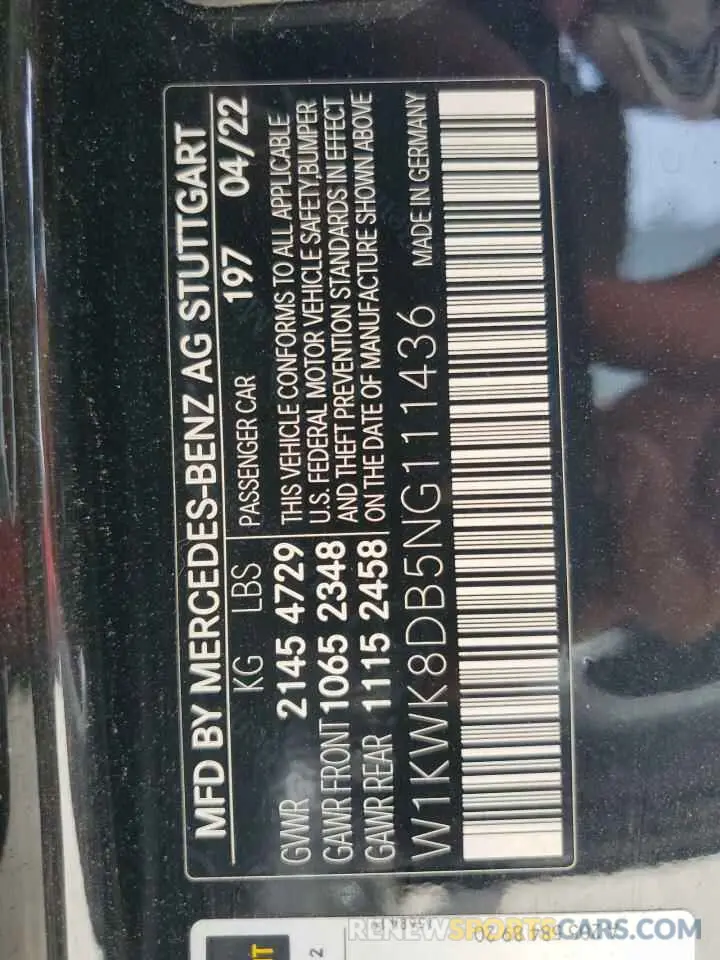 MFD BY MERCEDES-BENZ AG STUTTGART
KG LBS PASSENGER CAR 197 04/22
GVWR 2145 4729
GAWR FRONT 1065 2348
GAWR REAR 1115 2458
THIS VEHICLE CONFORMS TO ALL APPLICABLE
U.S. FEDERAL MOTOR VEHICLE SAFETY, BUMPER
AND THEFT PREVENTION STANDARDS IN EFFECT
ON THE DATE OF MANUFACTURE SHOWN ABOVE
W1KWK8DB5NG111436 MADE IN GERMANY
2
RENEWSPORTSCARS.COM